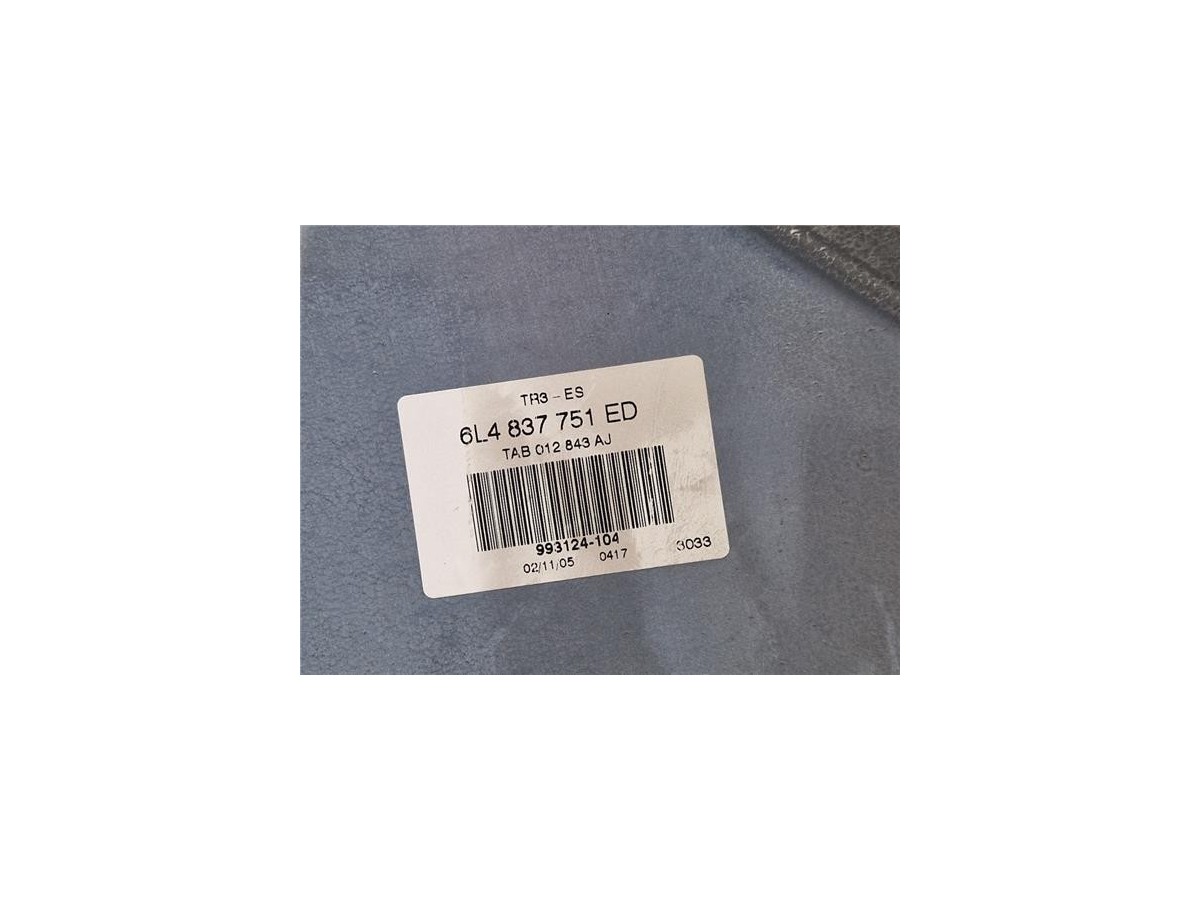 TR3 - ES
6L4 837 751 ED
TAB 012 843 AJ
993124-104
02/11/05 0417 3033